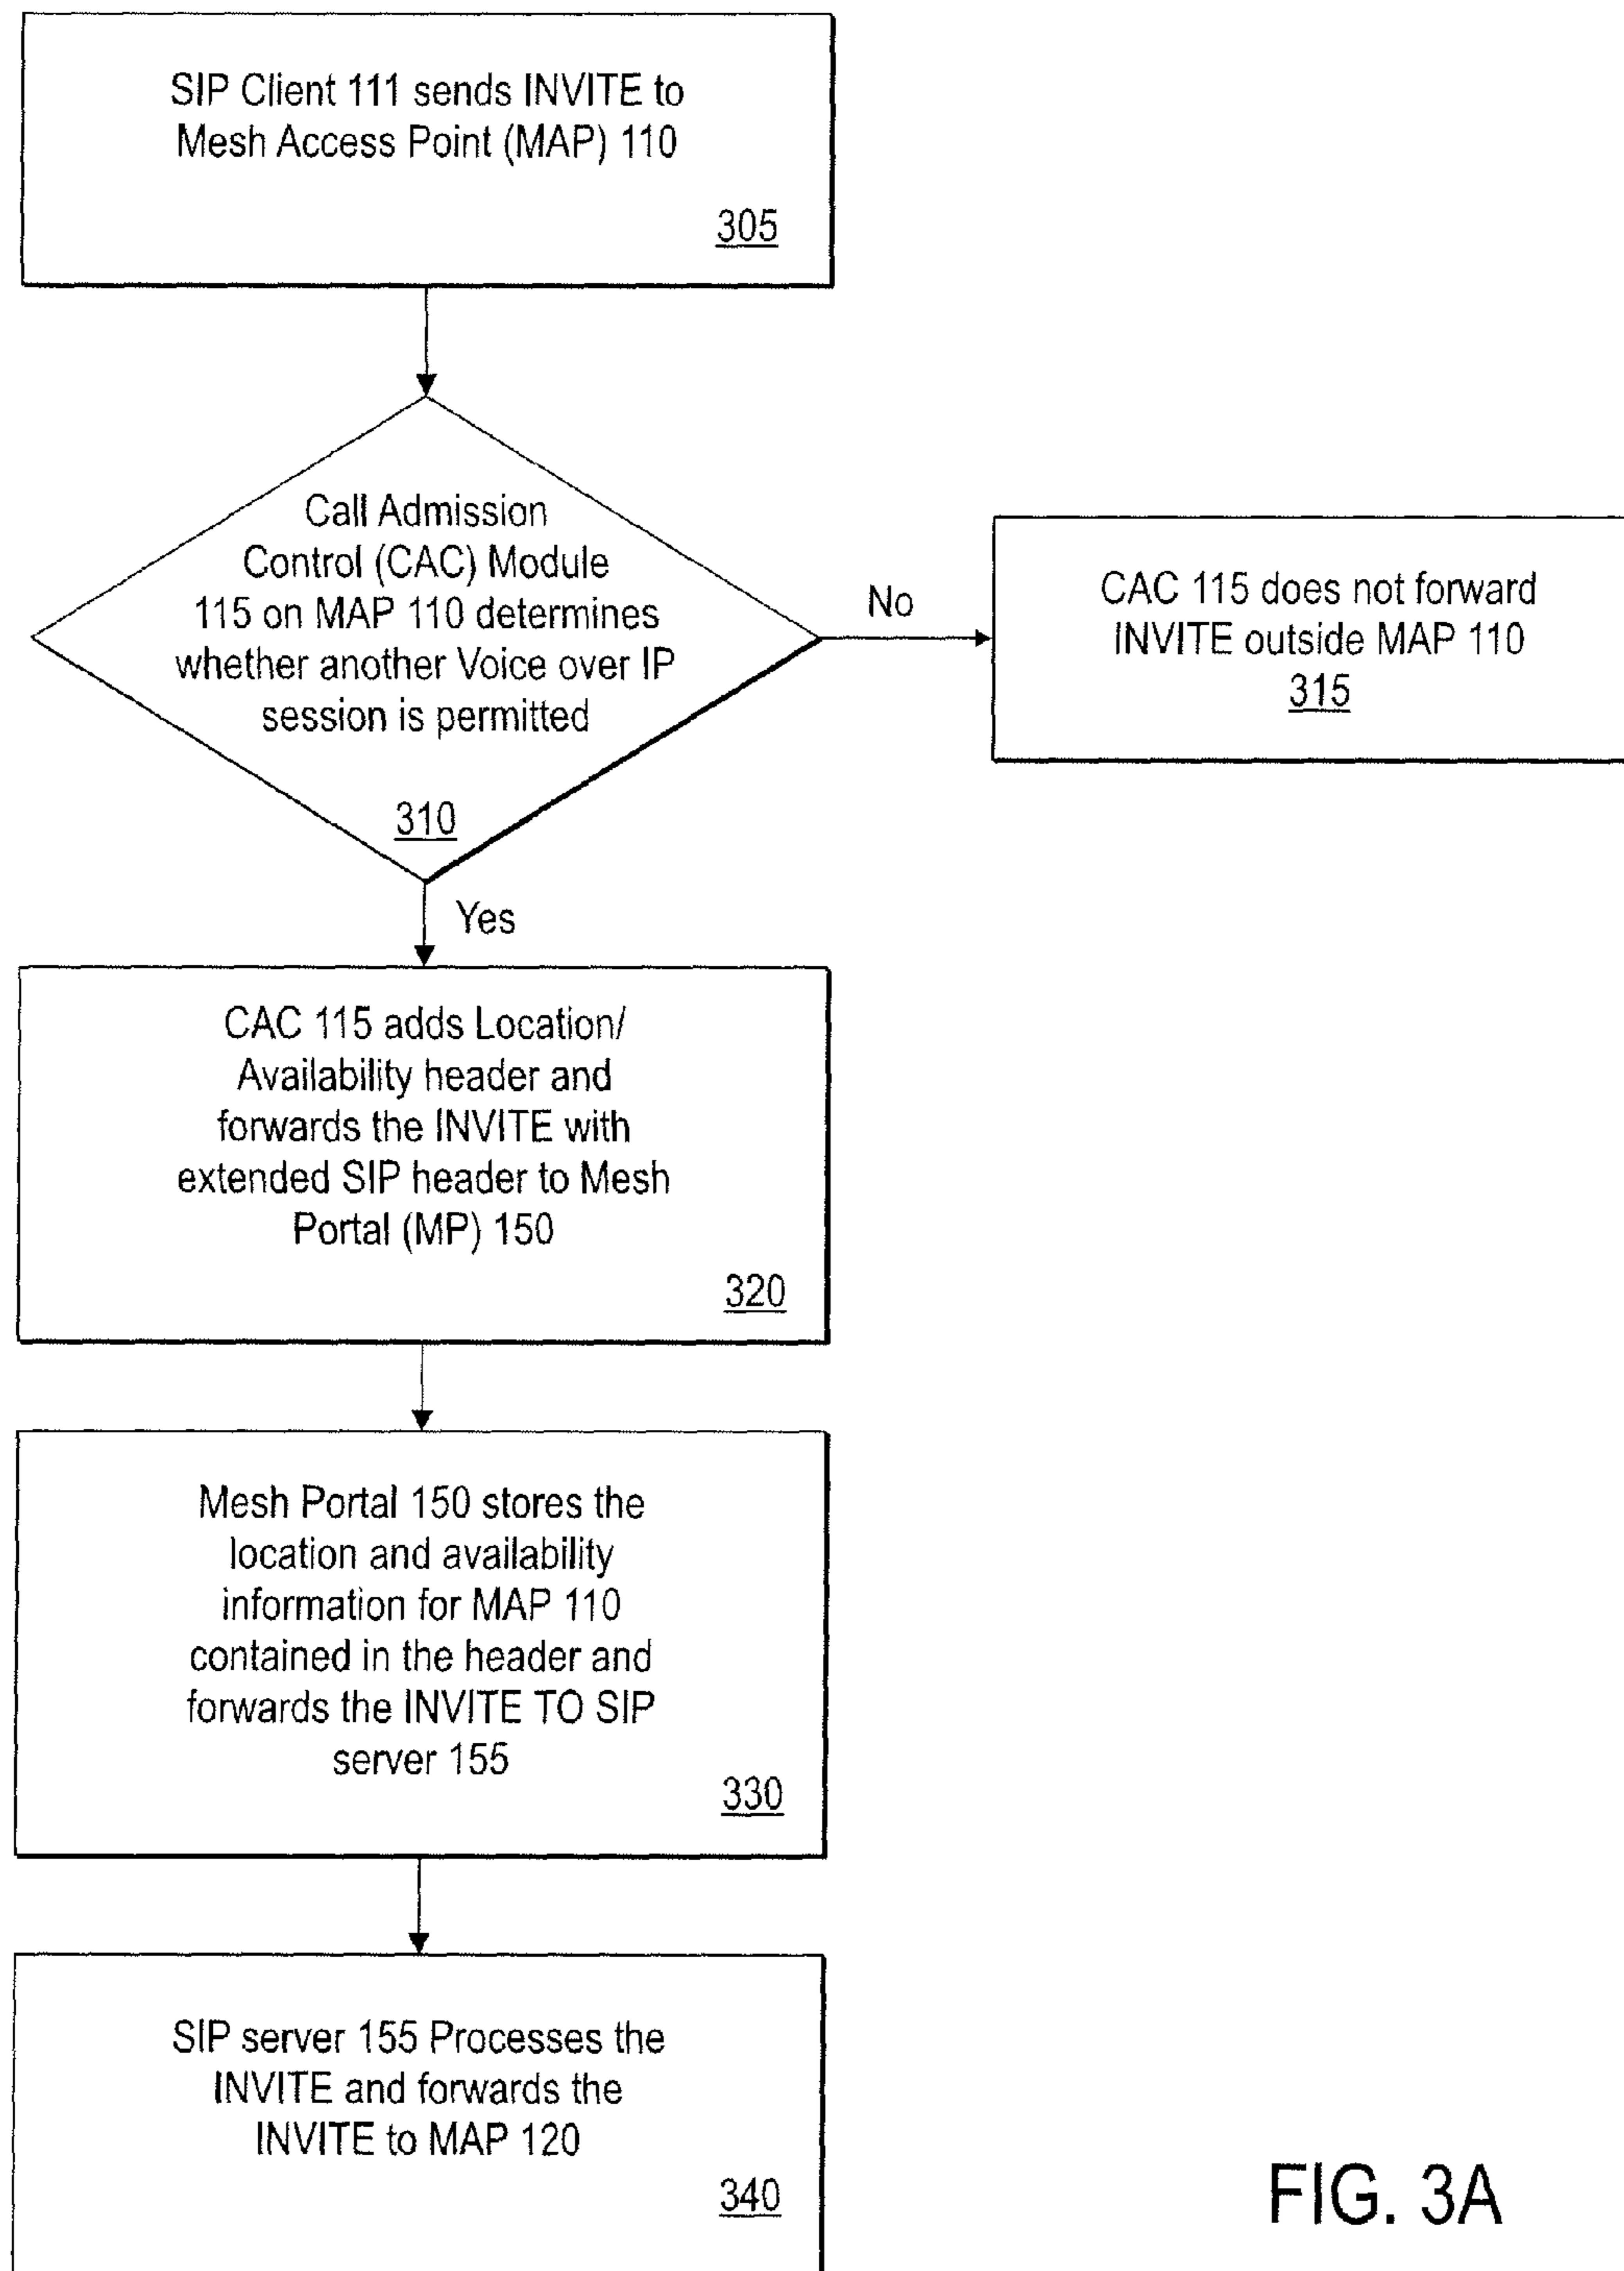 SIP Client 111 sends INVITE to
Mesh Access Point (MAP) 110
305
Call Admission
Control (CAC) Module
115 on MAP 110 determines
whether another Voice over IP
session is permitted
310
No
CAC 115 does not forward
INVITE outside MAP 110
315
Yes
CAC 115 adds Location/
Availability header and
forwards the INVITE with
extended SIP header to Mesh
Portal (MP) 150
320
Mesh Portal 150 stores the
location and availability
information for MAP 110
contained in the header and
forwards the INVITE TO SIP
server 155
330
SIP server 155 Processes the
INVITE and forwards the
INVITE to MAP 120
340
FIG. 3A